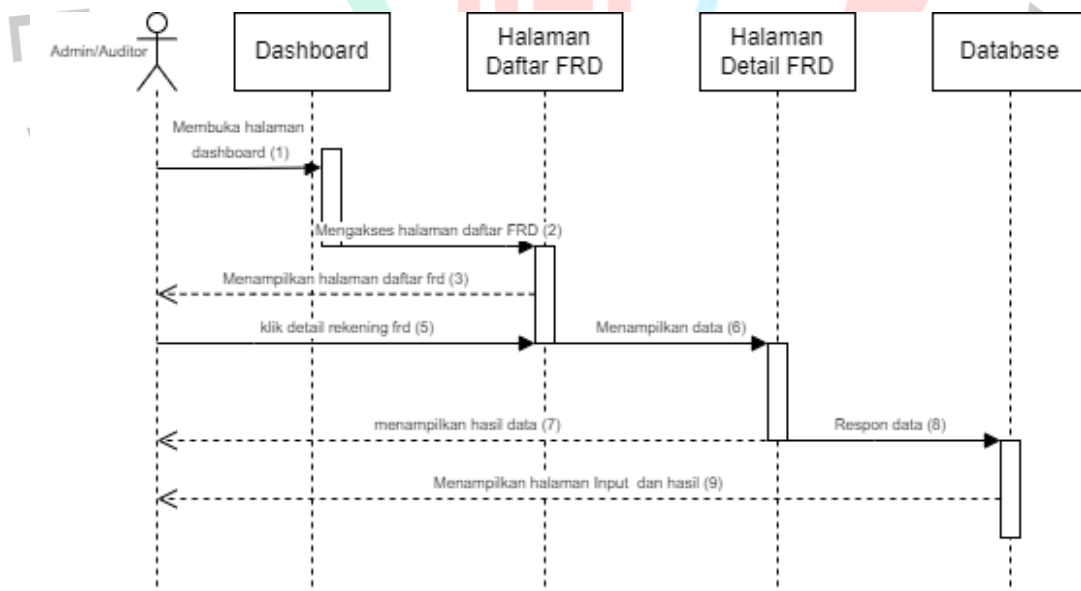 Admin/Auditor
Dashboard
Halaman
Daftar FRD
Halaman
Detail FRD
Database
Membuka halaman
dashboard (1)
Mengakses halaman daftar FRD (2)
Menampilkan halaman daftar frd (3)
klik detail rekening frd (5)
Menampilkan data (6)
menampilkan hasil data (7)
Respon data (8)
Menampilkan halaman Input dan hasil (9)